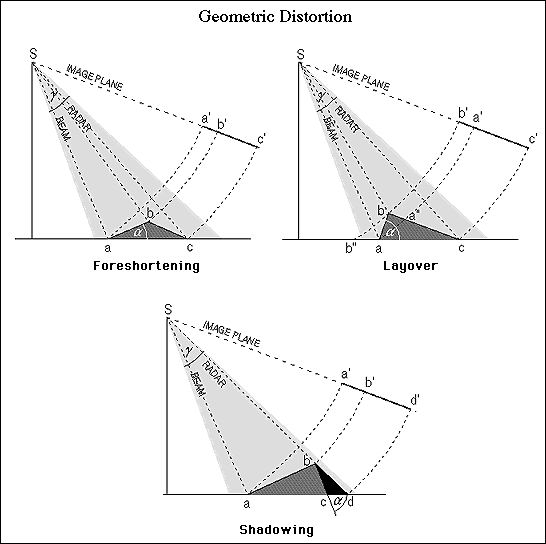 Geometric Distortion
S
IMAGE PLANE
γ
RADAR
BEAM
a'
b'
c'
b
α
a
c
Foreshortening
S
IMAGE PLANE
γ
RADAR
BEAM
b'
a'
c'
b
a"
α
b"
a
c
Layover
S
IMAGE PLANE
γ
RADAR
BEAM
a'
b'
d'
b
a
c
α
d
Shadowing